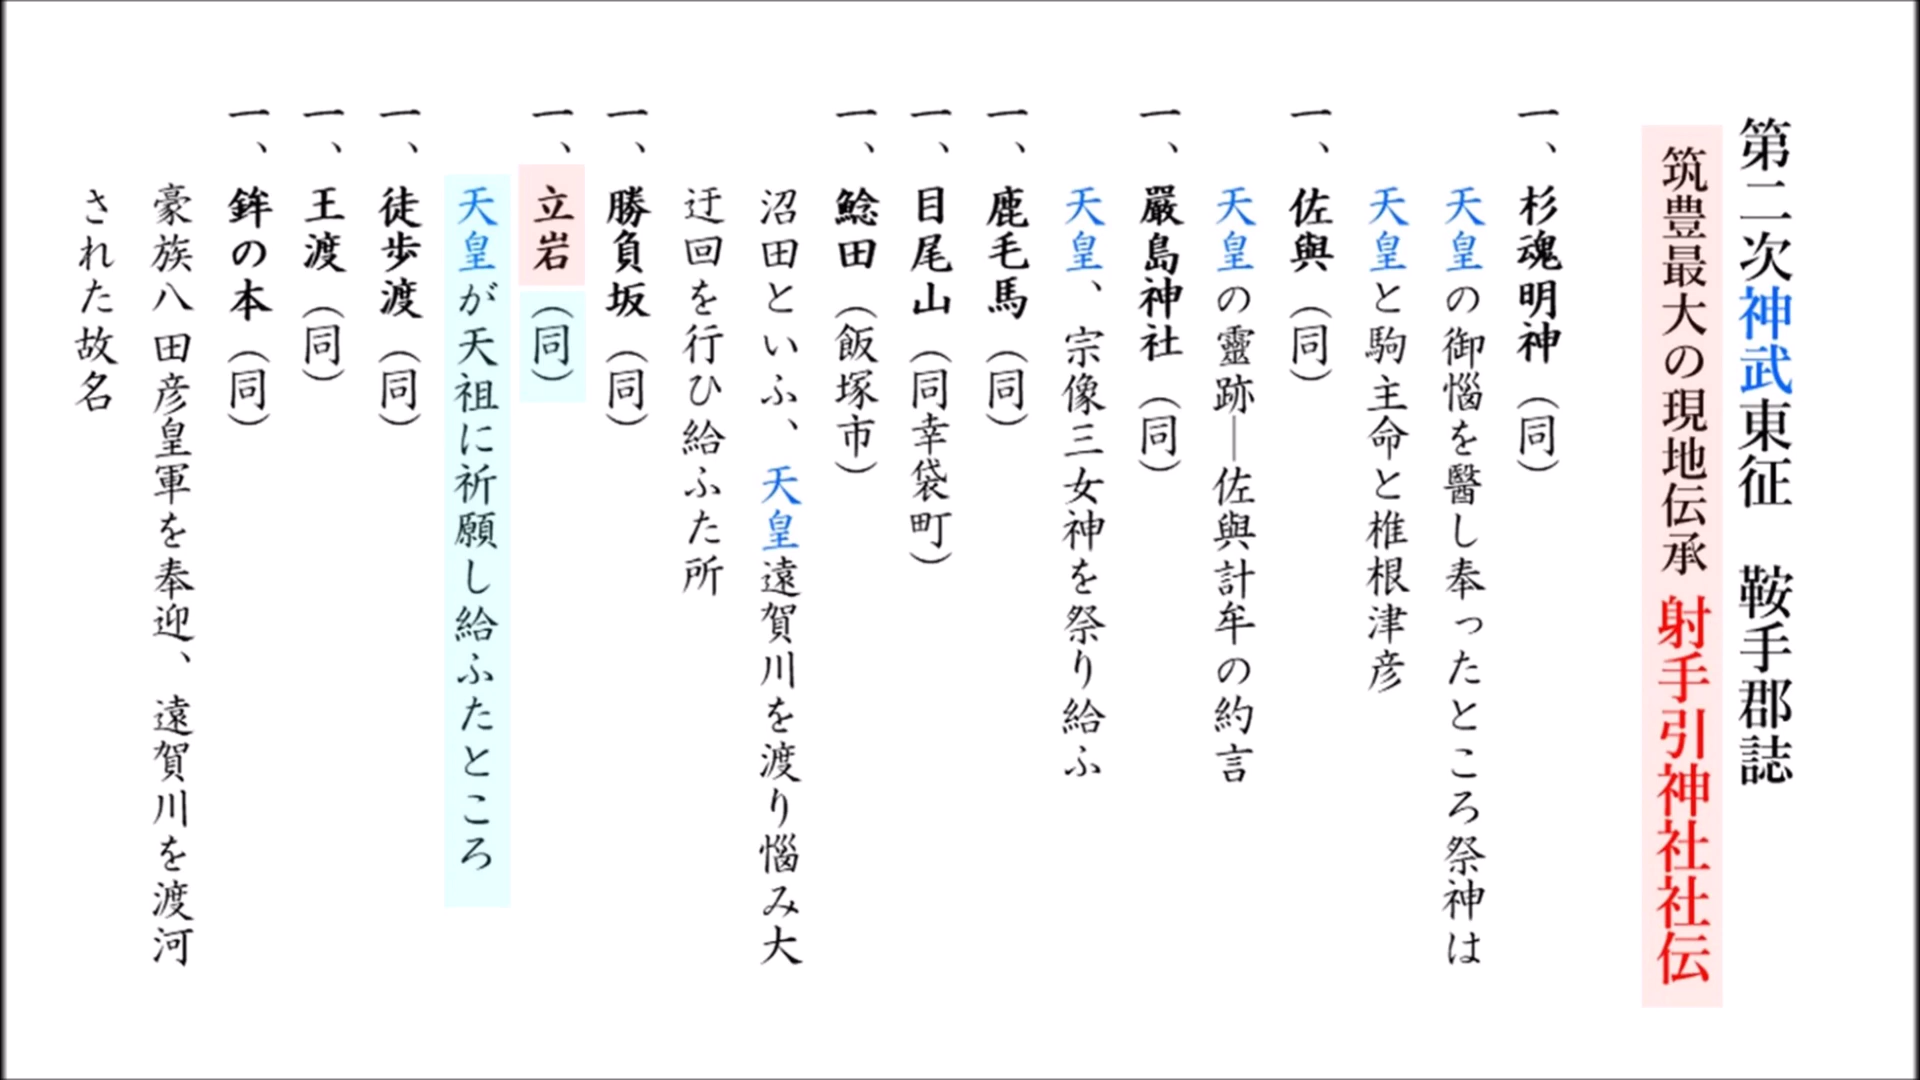 第二次神武東征　鞍手郡誌
筑豊最大の現地伝承 射手引神社社伝
一、杉魂明神（同）
天皇の御惱を醫し奉ったところ祭神は
天皇と駒主命と椎根津彦
一、佐與（同）
天皇の靈跡―佐與計牟の約言
一、嚴島神社（同）
天皇、宗像三女神を祭り給ふ
一、鹿毛馬（同）
一、目尾山（同幸袋町）
一、鯰田（飯塚市）
沼田といふ、天皇遠賀川を渡り惱み大
迂回を行ひ給ふた所
一、勝負坂（同）
一、立岩（同）
天皇が天祖に祈願し給ふたところ
一、徒歩渡（同）
一、王渡（同）
一、鉾の本（同）
豪族八田彦皇軍を奉迎、遠賀川を渡河
された故名